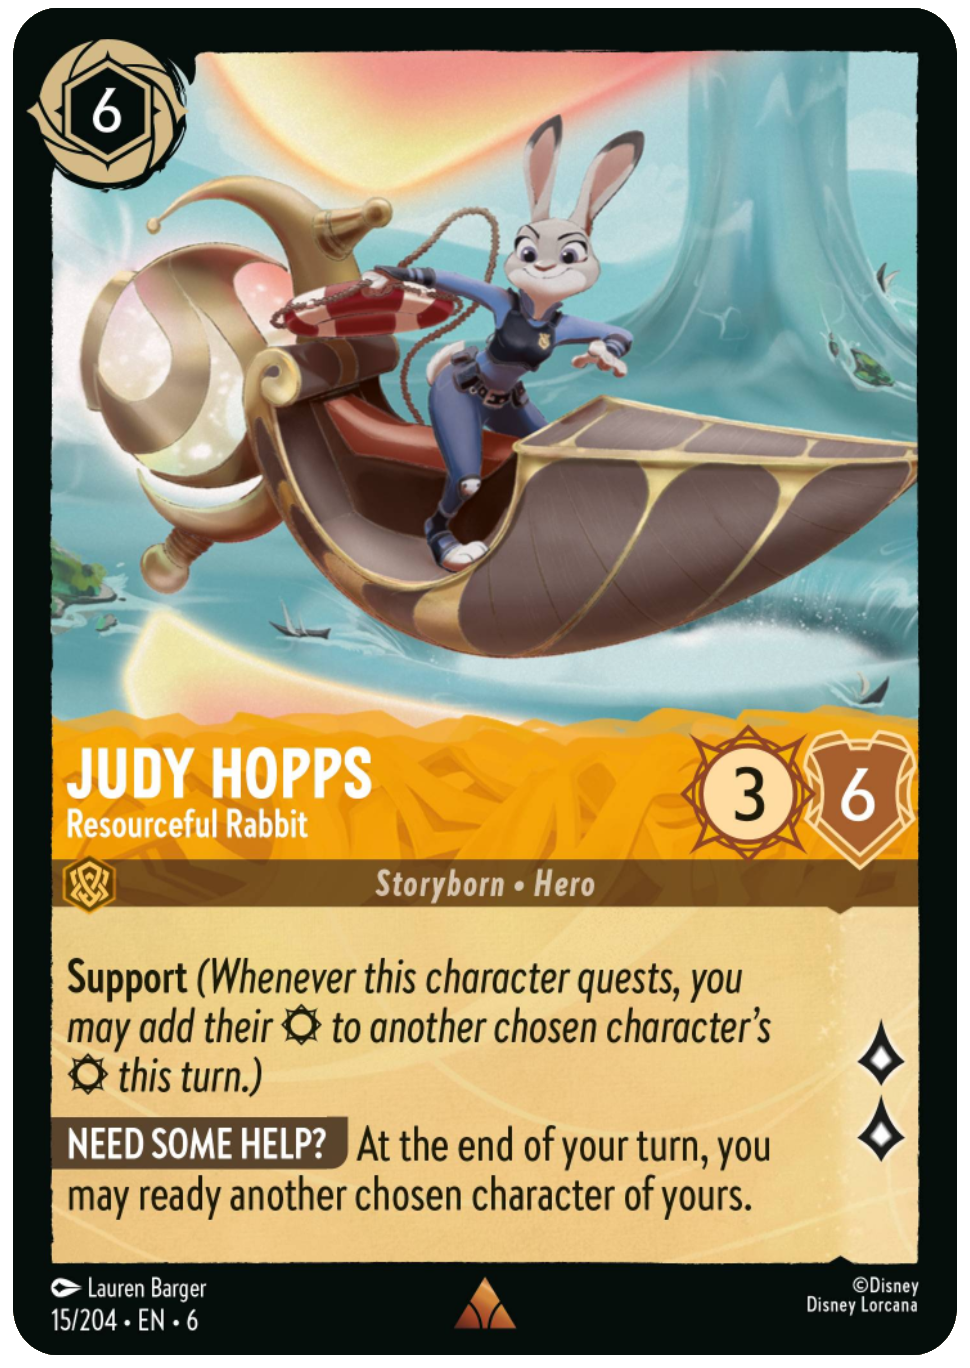 6
JUDY HOPPS
Resourceful Rabbit
3
6
Storyborn • Hero
Support (Whenever this character quests, you
may add their to another chosen character's
this turn.)
NEED SOME HELP? At the end of your turn, you
may ready another chosen character of yours.
Lauren Barger
15/204 • EN • 6
©Disney
Disney Lorcana